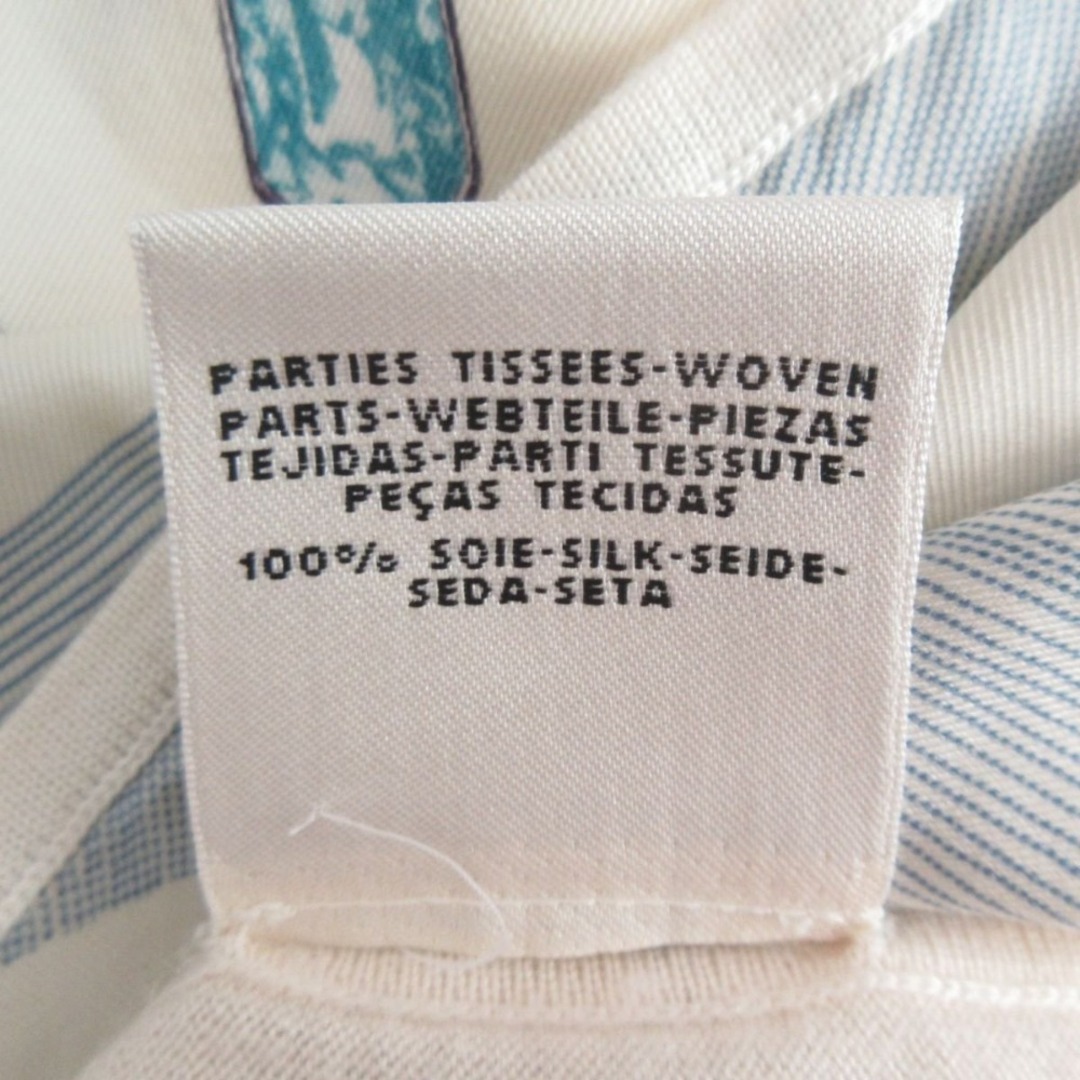 PARTIES TISSEES-WOVEN
PARTS-WEBTEILE-PIEZAS
TEJIDAS-PARTI TESSUTE-
PEÇAS TECIDAS
100% SOIE-SILK-SEIDE-
SEDA-SETA